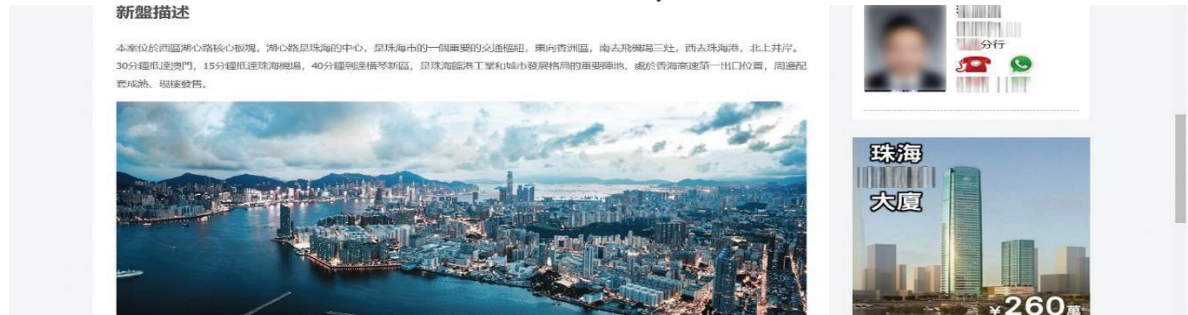 新盤描述
本案位於西區湖心路核心板塊，湖心路是珠海的中心，是珠海市的一個重要的交通樞紐，東向香洲區，南去飛機場三灶，西去珠海港，北上井岸。
30分鐘抵達澳門，15分鐘抵達珠海機場，40分鐘到達橫琴新區，是珠海臨港工業和城市發展格局的重要陣地，處於香海高速第一出口位置，周邊配
套成熟、現樓發售。
分行
珠海
大廈
¥260萬